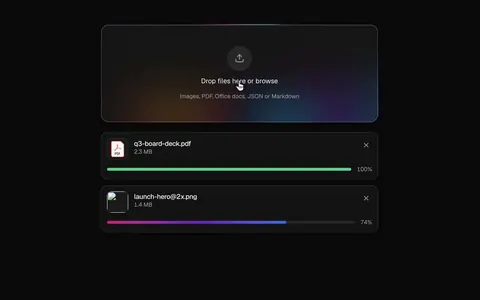 Drop files here or browse
Images, PDF, Office docs, JSON or Markdown
PDF
q3-board-deck.pdf
2.3 MB
100%
launch-hero@2x.png
1.4 MB
74%